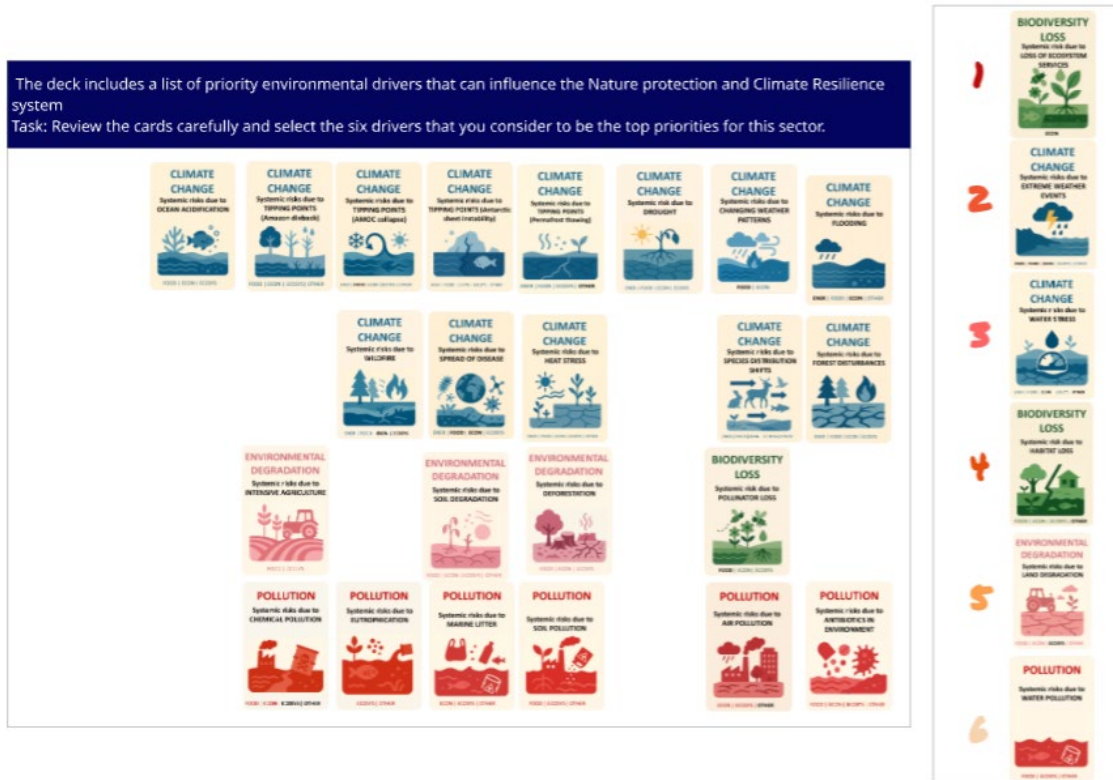 The deck includes a list of priority environmental drivers that can influence the Nature protection and Climate Resilience
system
Task: Review the cards carefully and select the six drivers that you consider to be the top priorities for this sector.
CLIMATE
CHANGE
Systemic risks due to
OCEAN ACIDIFICATION
CLIMATE
CHANGE
Systemic risks due to
TIPPING POINTS
(Amazon dieback)
CLIMATE
CHANGE
Systemic risks due to
TIPPING POINTS
(AMOC collapse)
CLIMATE
CHANGE
Systemic risks due to
TIPPING POINTS (Antarctic
sheet instability)
CLIMATE
CHANGE
Systemic risks due to
TIPPING POINTS
(Permafrost thawing)
CLIMATE
CHANGE
Systemic risks due to
DROUGHT
CLIMATE
CHANGE
Systemic risks due to
CHANGING WEATHER
PATTERNS
CLIMATE
CHANGE
Systemic risks due to
FLOODING
CLIMATE
CHANGE
Systemic risks due to
WILDFIRE
CLIMATE
CHANGE
Systemic risks due to
SPREAD OF DISEASE
CLIMATE
CHANGE
Systemic risks due to
HEAT STRESS
CLIMATE
CHANGE
Systemic risks due to
SPECIES DISTRIBUTION
SHIFTS
CLIMATE
CHANGE
Systemic risks due to
FOREST DISTURBANCES
ENVIRONMENTAL
DEGRADATION
Systemic risks due to
INTENSIVE AGRICULTURE
ENVIRONMENTAL
DEGRADATION
Systemic risks due to
SOIL DEGRADATION
ENVIRONMENTAL
DEGRADATION
Systemic risks due to
DEFORESTATION
BIODIVERSITY
LOSS
Systemic risk due to
POLLINATOR LOSS
POLLUTION
Systemic risks due to
CHEMICAL POLLUTION
POLLUTION
Systemic risks due to
EUTROPHICATION
POLLUTION
Systemic risks due to
MARINE LITTER
POLLUTION
Systemic risks due to
SOIL POLLUTION
POLLUTION
Systemic risks due to
AIR POLLUTION
POLLUTION
Systemic risks due to
ANTIBIOTICS IN
ENVIRONMENT
1
BIODIVERSITY
LOSS
Systemic risk due to
LOSS OF ECOSYSTEM
SERVICES
ECON
2
CLIMATE
CHANGE
Systemic risks due to
EXTREME WEATHER
EVENTS
3
CLIMATE
CHANGE
Systemic risks due to
WATER STRESS
4
BIODIVERSITY
LOSS
Systemic risk due to
HABITAT LOSS
5
ENVIRONMENTAL
DEGRADATION
Systemic risks due to
LAND DEGRADATION
6
POLLUTION
Systemic risks due to
WATER POLLUTION